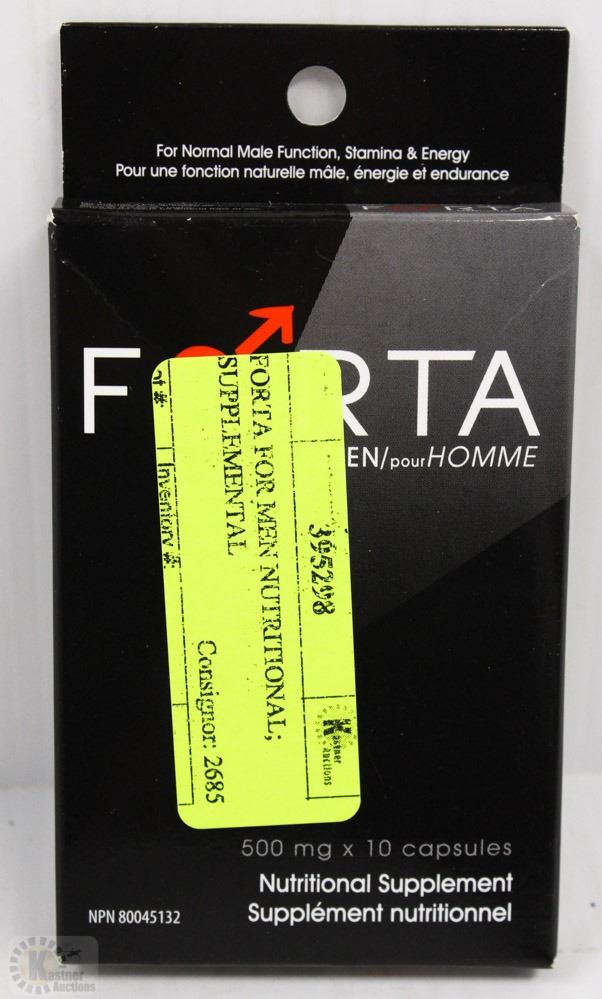 For Normal Male Function, Stamina & Energy
Pour une fonction naturelle mâle, énergie et endurance
FORTA
EN/pourHOMME
FORTA FOR MEN NUTRITIONAL;
SUPPLEMENTAL
ot #:
Inventory #:
395298
Consignor: 2685
Kastner
Auctions
500 mg x 10 capsules
Nutritional Supplement
Supplément nutritionnel
NPN 80045132
Kastner
Auctions